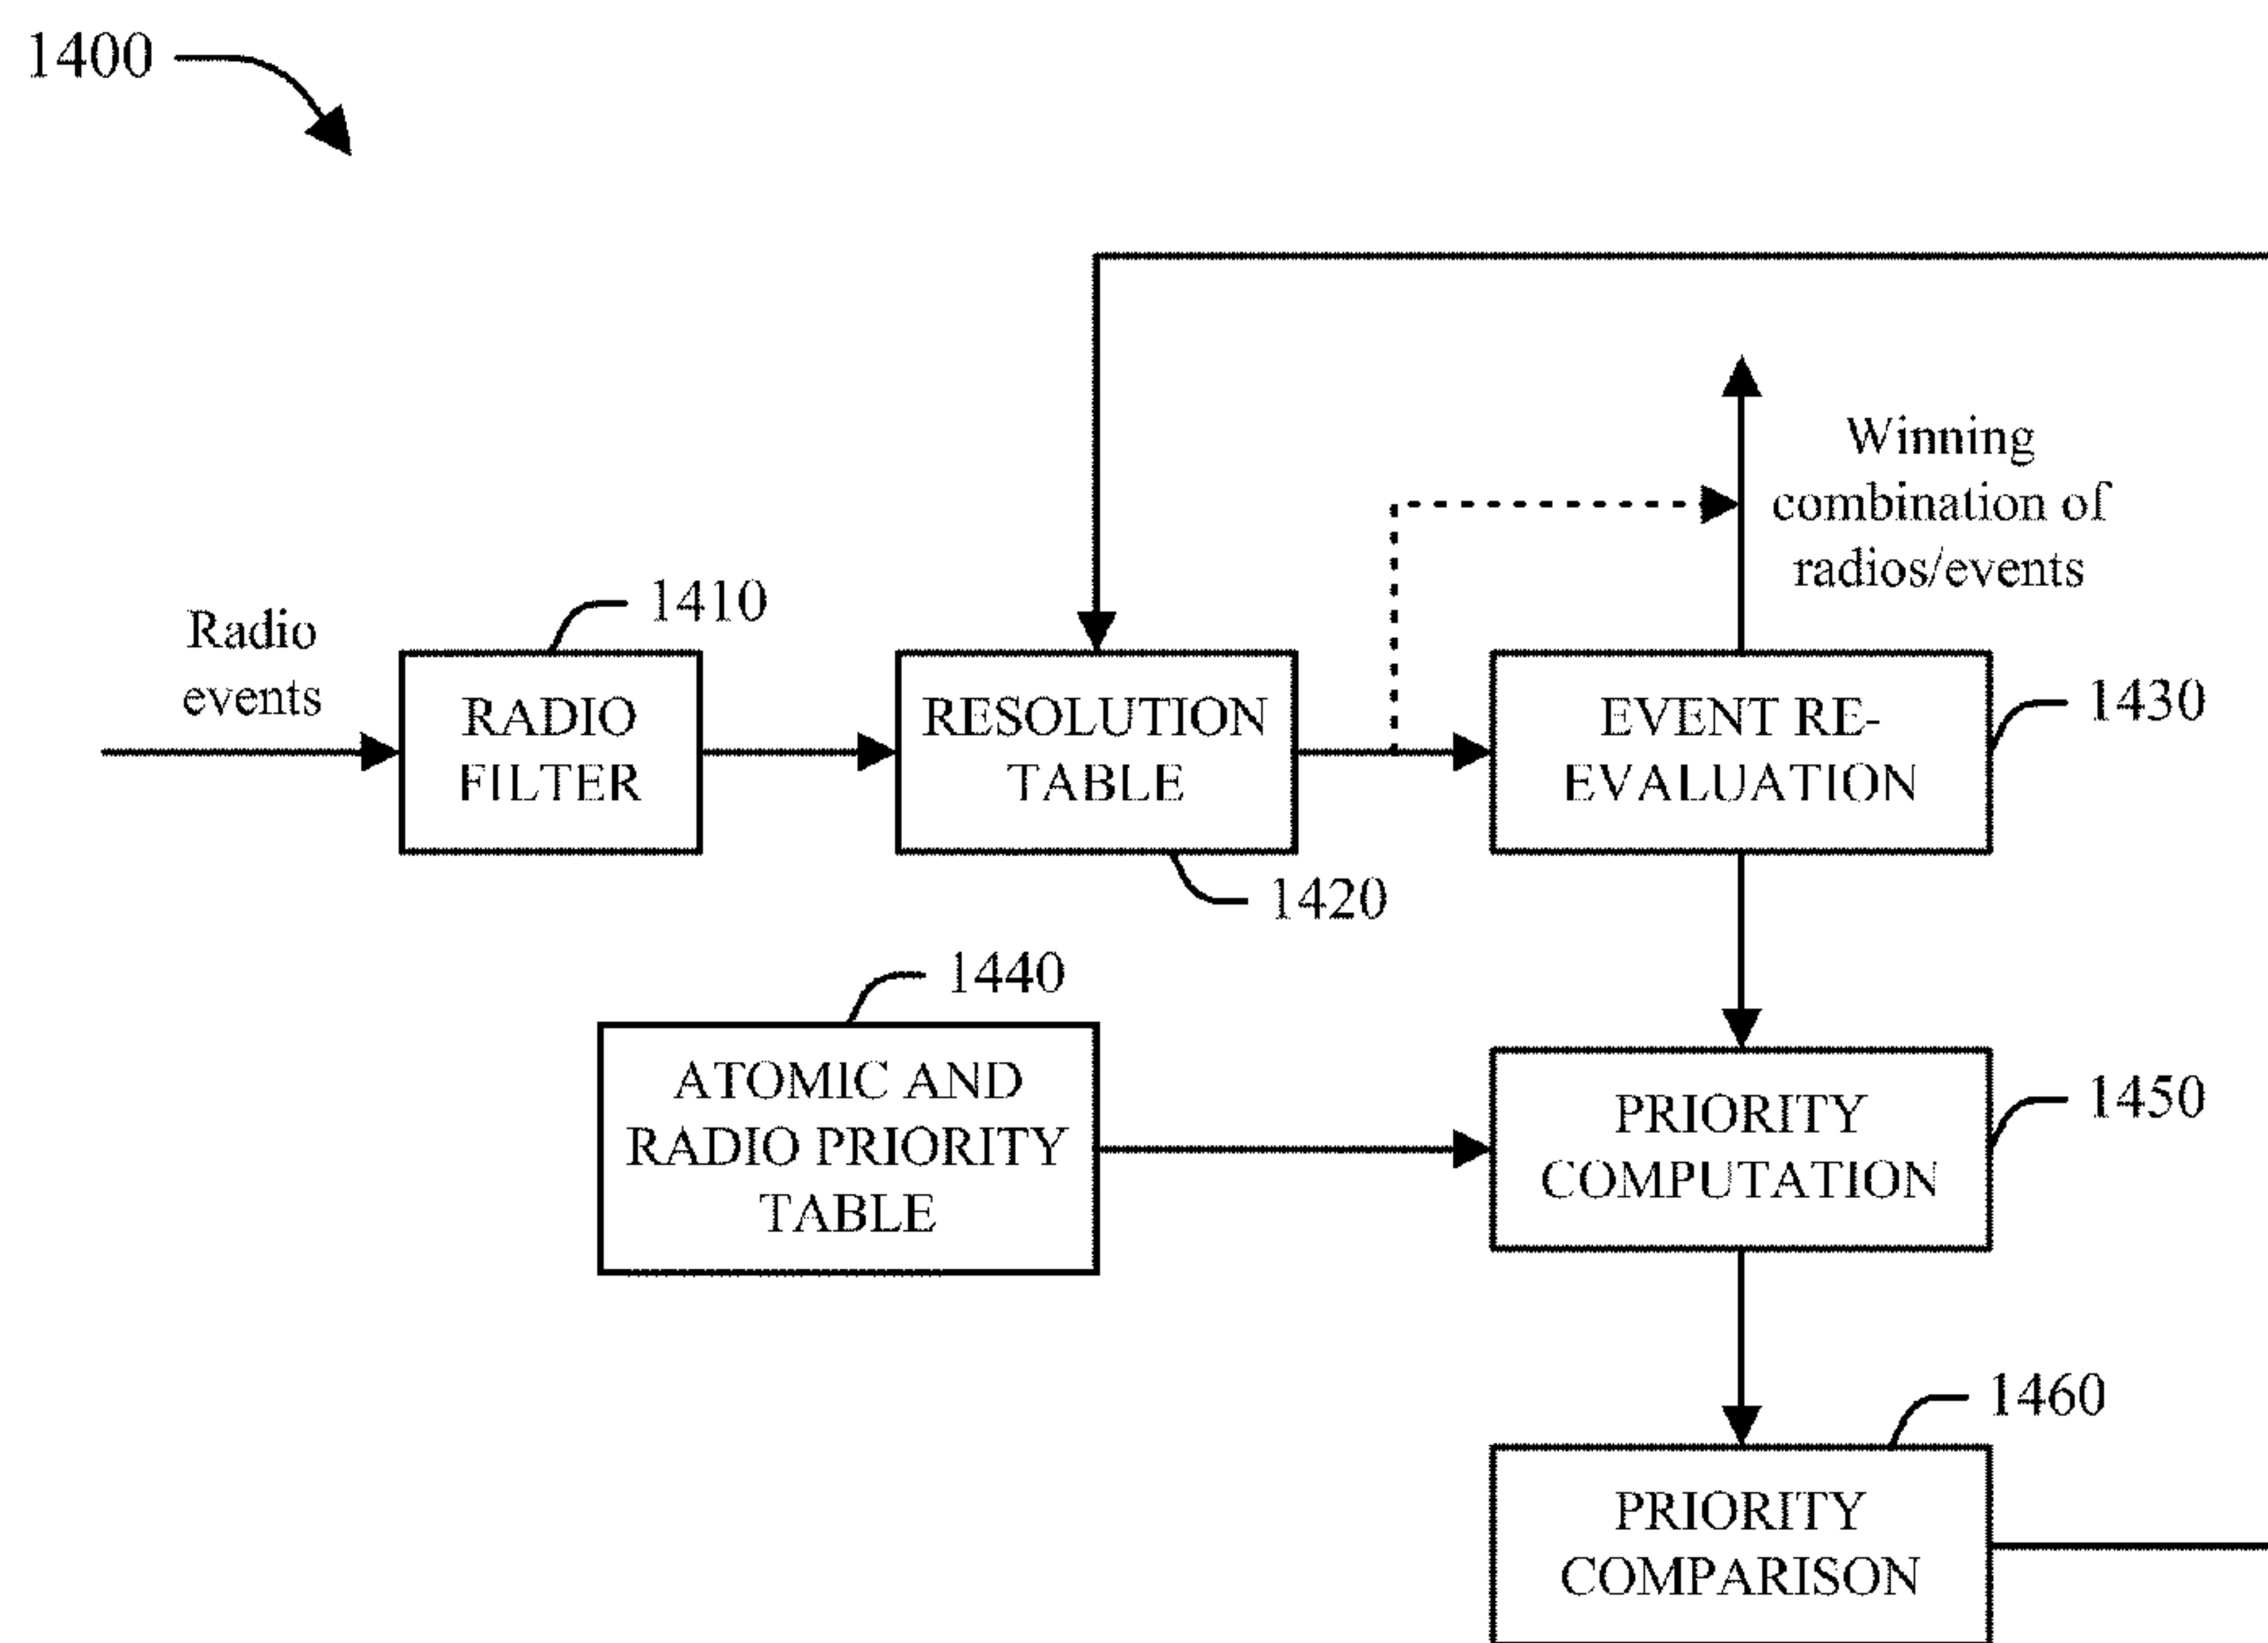 1400
Winning
combination of
radios/events
Radio
events
1410
RADIO
FILTER
RESOLUTION
TABLE
1420
EVENT RE-
EVALUATION
1430
1440
ATOMIC AND
RADIO PRIORITY
TABLE
PRIORITY
COMPUTATION
1450
1460
PRIORITY
COMPARISON